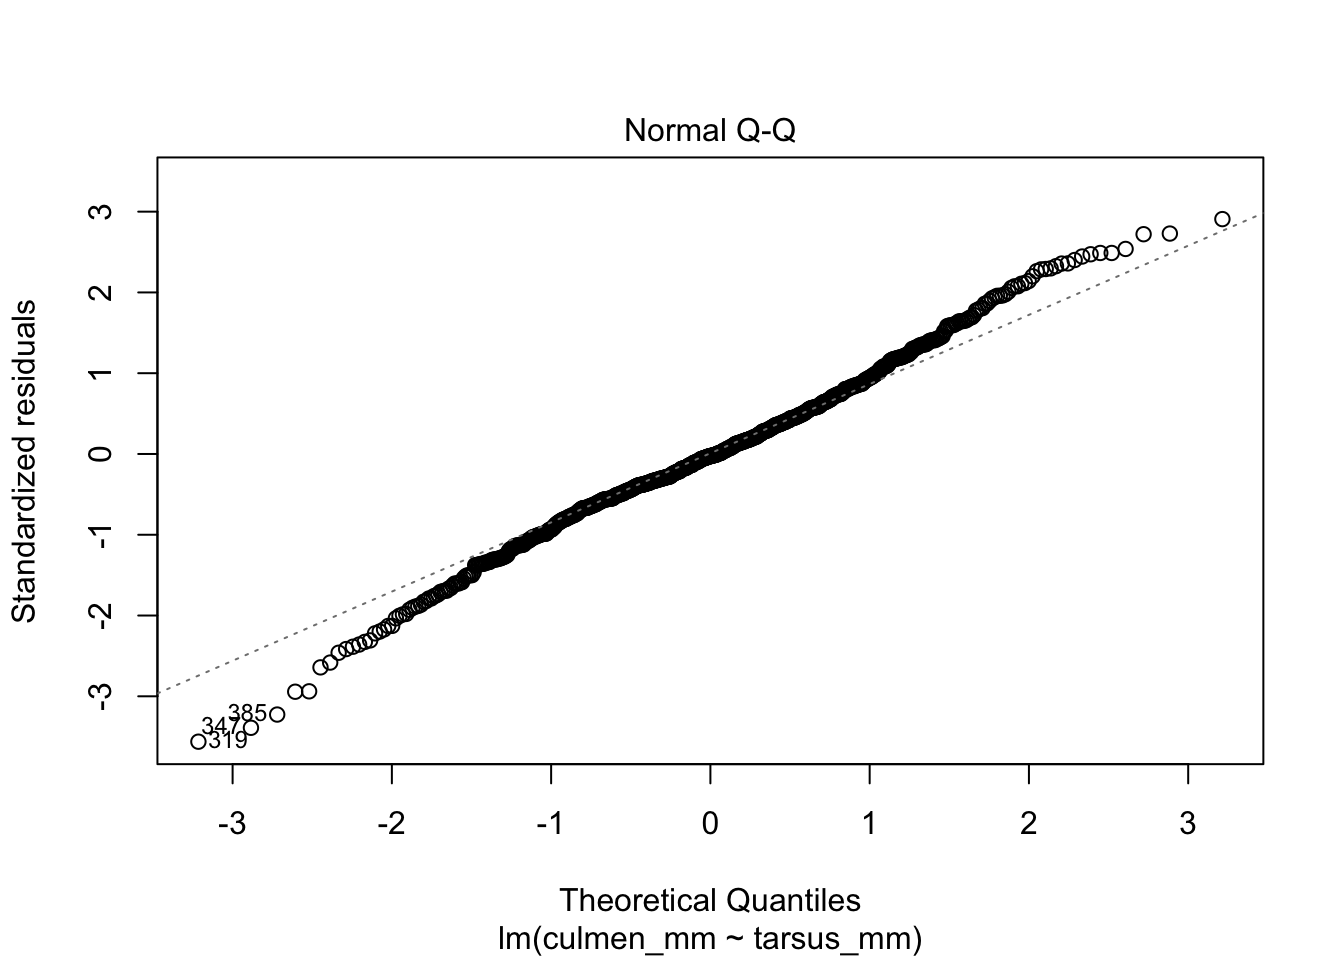 Normal Q-Q
Standardized residuals
3
2
1
0
-1
-2
-3
385
347
319
-3 -2 -1 0 1 2 3
Theoretical Quantiles
lm(culmen_mm ~ tarsus_mm)